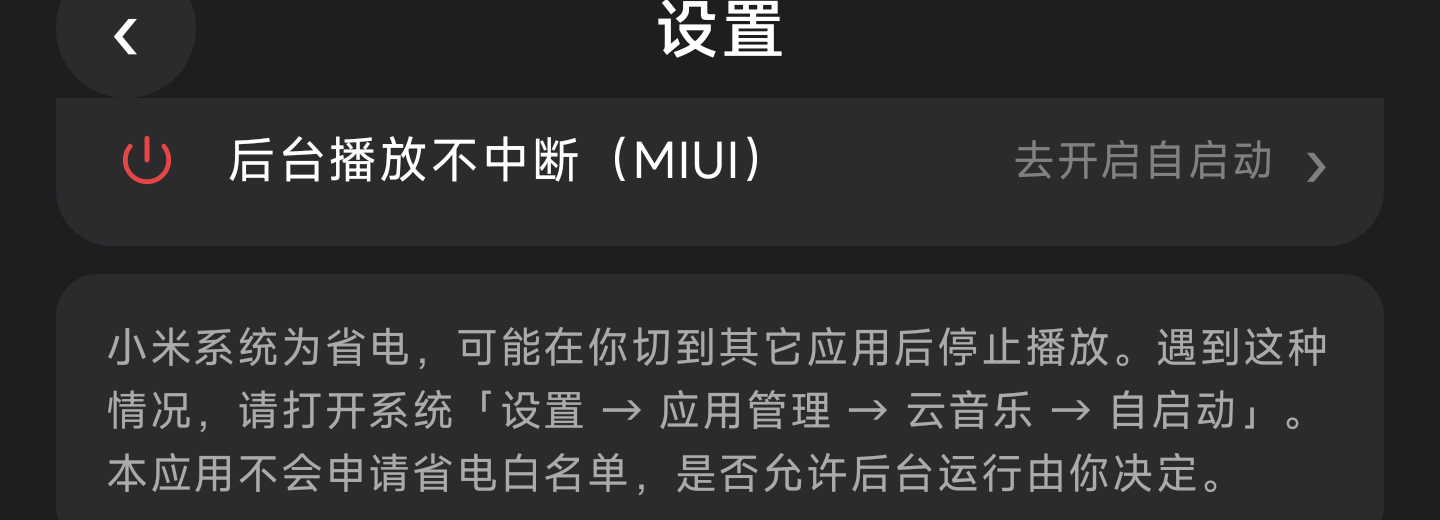 设置
后台播放不中断（MIUI） 去开启自启动
小米系统为省电，可能在你切到其它应用后停止播放。遇到这种
情况，请打开系统「设置 → 应用管理 → 云音乐 → 自启动」。
本应用不会申请省电白名单，是否允许后台运行由你决定。